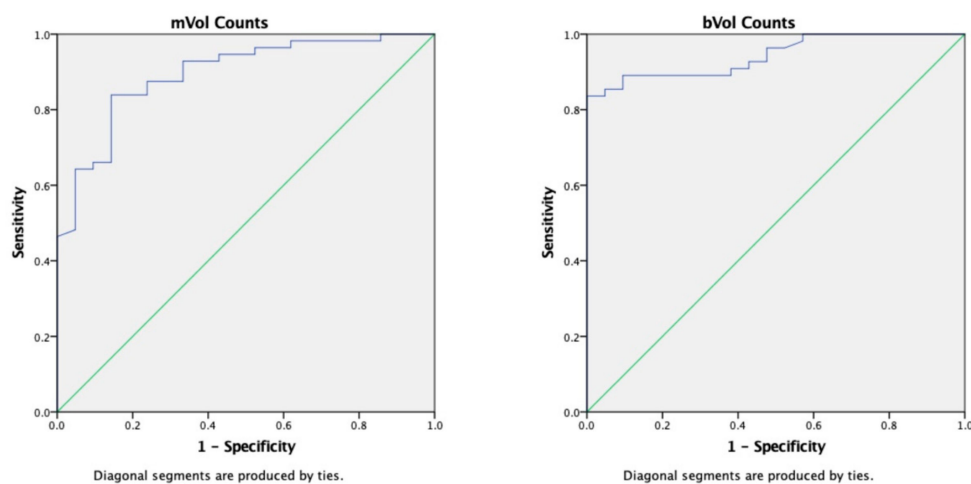 mVol Counts
1.0
0.8
0.6
0.4
0.2
0.0
Sensitivity
0.0 0.2 0.4 0.6 0.8 1.0
1 - Specificity
Diagonal segments are produced by ties.
bVol Counts
1.0
0.8
0.6
0.4
0.2
0.0
Sensitivity
0.0 0.2 0.4 0.6 0.8 1.0
1 - Specificity
Diagonal segments are produced by ties.